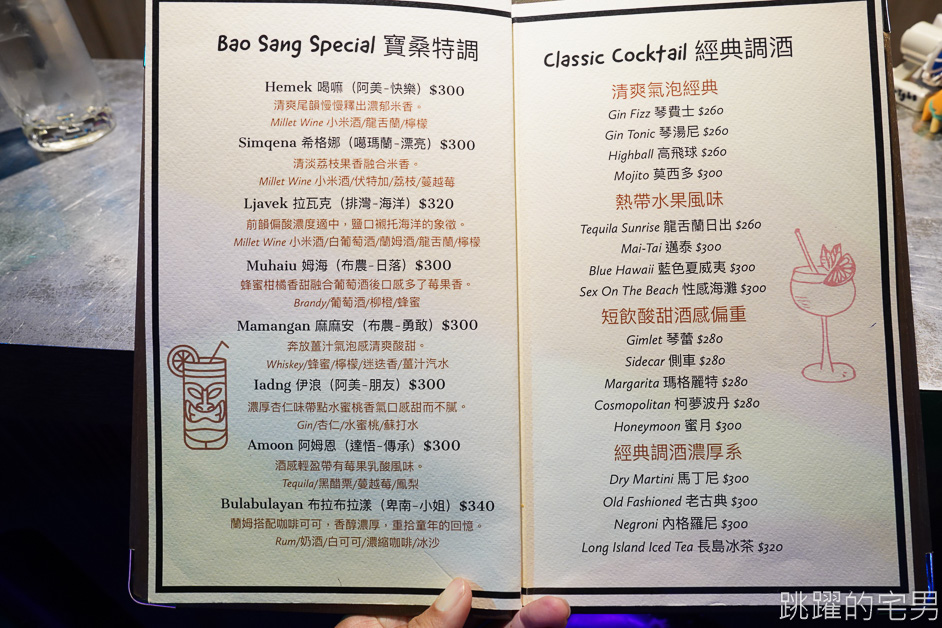 Bao Sang Special 寶桑特調
Hemek 喝嘛（阿美-快樂）$300
清爽尾韻慢慢釋出濃郁米香。
Millet Wine 小米酒/龍舌蘭/檸檬
Simqena 希格娜（噶瑪蘭-漂亮）$300
清淡荔枝果香融合米香。
Millet Wine 小米酒/伏特加/荔枝/蔓越莓
Ljavek 拉瓦克（排灣-海洋）$320
前韻偏酸濃度適中，鹽口襯托海洋的象徵。
Millet Wine 小米酒/白葡萄酒/蘭姆酒/龍舌蘭/檸檬
Muhaiu 姆海（布農-日落）$300
蜂蜜柑橘香甜融合葡萄酒後口感多了莓果香。
Brandy/葡萄酒/柳橙/蜂蜜
Mamangan 麻麻安（布農-勇敢）$300
奔放薑汁氣泡感清爽酸甜。
Whiskey/蜂蜜/檸檬/迷迭香/薑汁汽水
Iadng 伊浪（阿美-朋友）$300
濃厚杏仁味帶點水蜜桃香氣口感甜而不膩。
Gin/杏仁/水蜜桃/蘇打水
Amoon 阿姆恩（達悟-傳承）$300
酒感輕盈帶有莓果乳酸風味。
Tequila/黑醋栗/蔓越莓/鳳梨
Bulabulayan 布拉布拉漾（卑南-小姐）$340
蘭姆搭配咖啡可可，香醇濃厚，重拾童年的回憶。
Rum/奶酒/白可可/濃縮咖啡/冰沙
Classic Cocktail 經典調酒
清爽氣泡經典
Gin Fizz 琴費士 $260
Gin Tonic 琴湯尼 $260
Highball 高飛球 $260
Mojito 莫西多 $300
熱帶水果風味
Tequila Sunrise 龍舌蘭日出 $260
Mai-Tai 邁泰 $300
Blue Hawaii 藍色夏威夷 $300
Sex On The Beach 性感海灘 $300
短飲酸甜酒感偏重
Gimlet 琴蕾 $280
Sidecar 側車 $280
Margarita 瑪格麗特 $280
Cosmopolitan 柯夢波丹 $280
Honeymoon 蜜月 $300
經典調酒濃厚系
Dry Martini 馬丁尼 $300
Old Fashioned 老古典 $300
Negroni 內格羅尼 $300
Long Island Iced Tea 長島冰茶 $320
跳躍的宅男